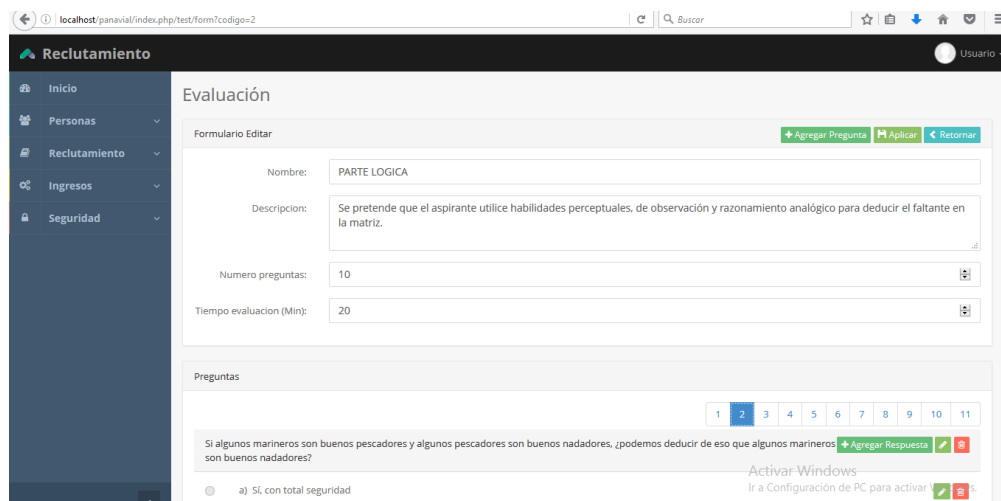 localhost/panavial/index.php/test/form?codigo=2
Buscar
Reclutamiento
Usuario
Inicio
Personas
Reclutamiento
Ingresos
Seguridad
Evaluación
Formulario Editar
Agregar Pregunta
Aplicar
Retornar
Nombre:
PARTE LOGICA
Descripcion:
Se pretende que el aspirante utilice habilidades perceptuales, de observación y razonamiento analógico para deducir el faltante en
la matriz.
Numero preguntas:
10
Tiempo evaluacion (Min):
20
Preguntas
1 2 3 4 5 6 7 8 9 10 11
Si algunos marineros son buenos pescadores y algunos pescadores son buenos nadadores, ¿podemos deducir de eso que algunos marineros
son buenos nadadores?
Agregar Respuesta
a) Sí, con total seguridad
Activar Windows
Ir a Configuración de PC para activar